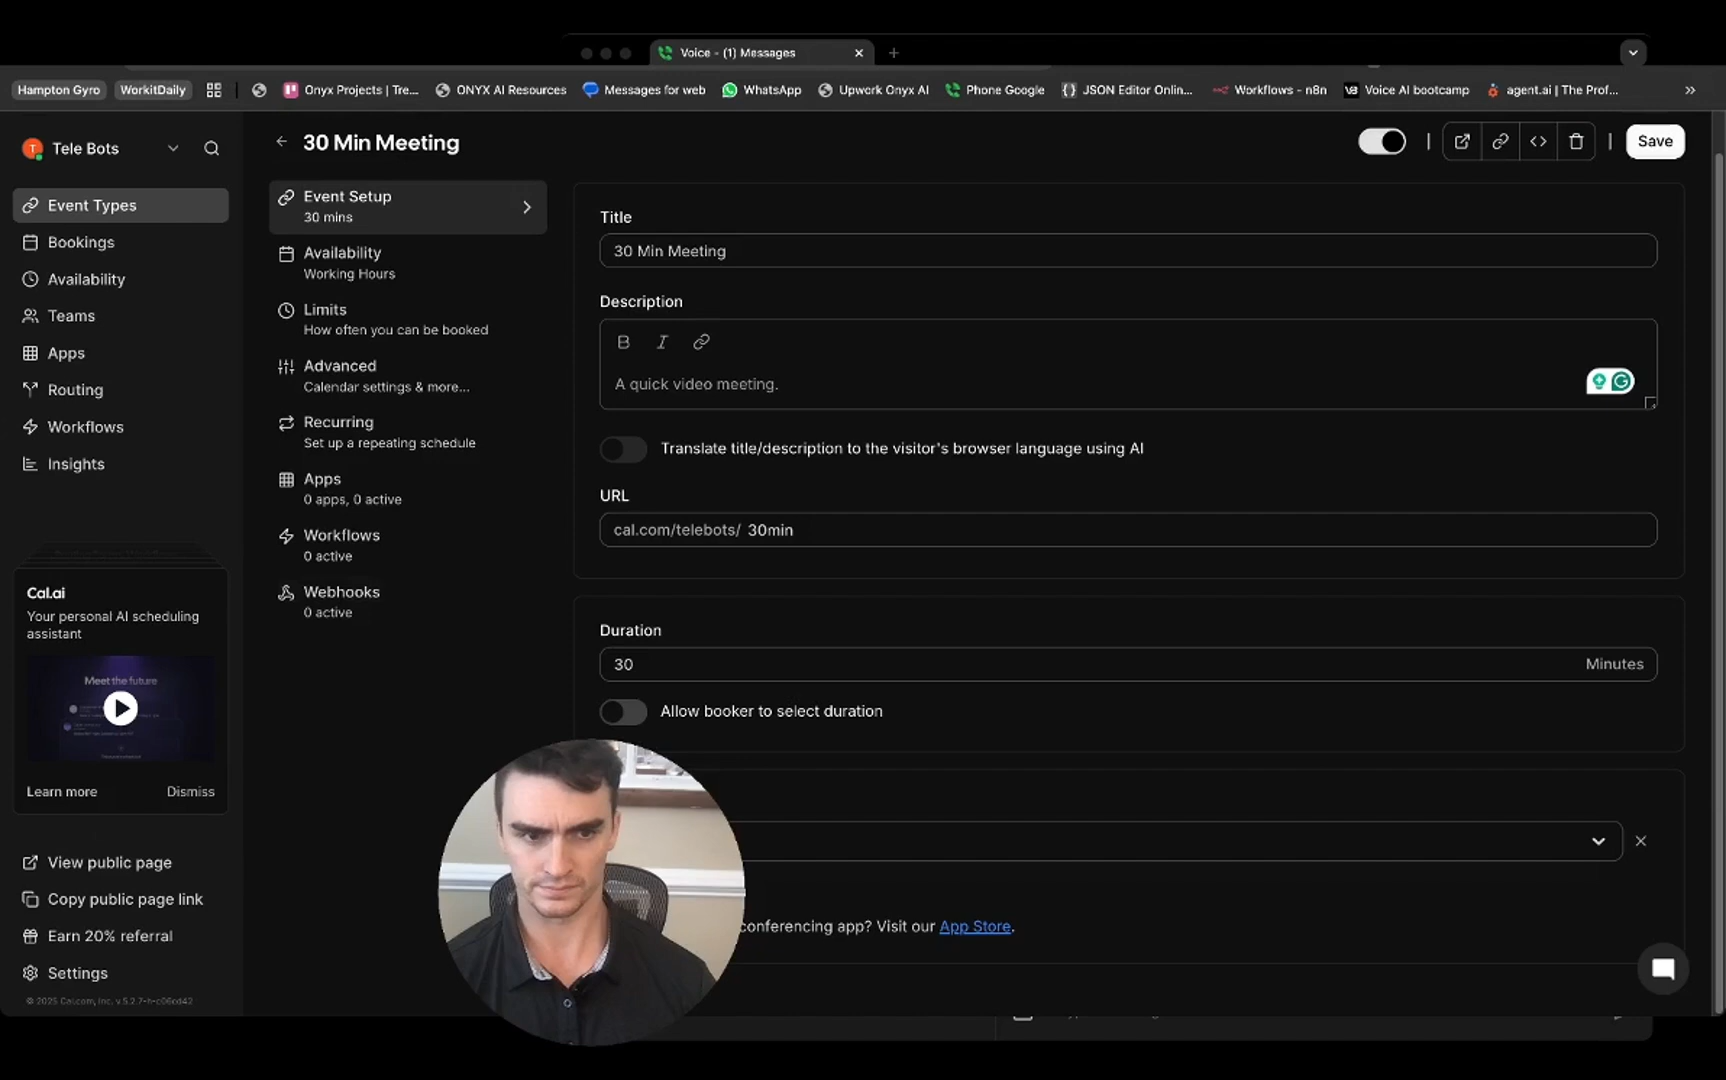 Voice - (1) Messages
Hampton Gyro
WorkitDaily
Onyx Projects | Tre...
ONYX AI Resources
Messages for web
WhatsApp
Upwork Onyx AI
Phone Google
JSON Editor Onlin...
Workflows - n8n
Voice AI bootcamp
agent.ai | The Prof...
Tele Bots
Event Types
Bookings
Availability
Teams
Apps
Routing
Workflows
Insights
Cal.ai
Your personal AI scheduling
assistant
Meet the future
Learn more
Dismiss
View public page
Copy public page link
Earn 20% referral
Settings
30 Min Meeting
Save
Event Setup
30 mins
Availability
Working Hours
Limits
How often you can be booked
Advanced
Calendar settings & more...
Recurring
Set up a repeating schedule
Apps
0 apps, 0 active
Workflows
0 active
Webhooks
0 active
Title
30 Min Meeting
Description
B I
A quick video meeting.
Translate title/description to the visitor's browser language using AI
URL
cal.com/telebots/ 30min
Duration
30 Minutes
Allow booker to select duration
conferencing app? Visit our App Store.